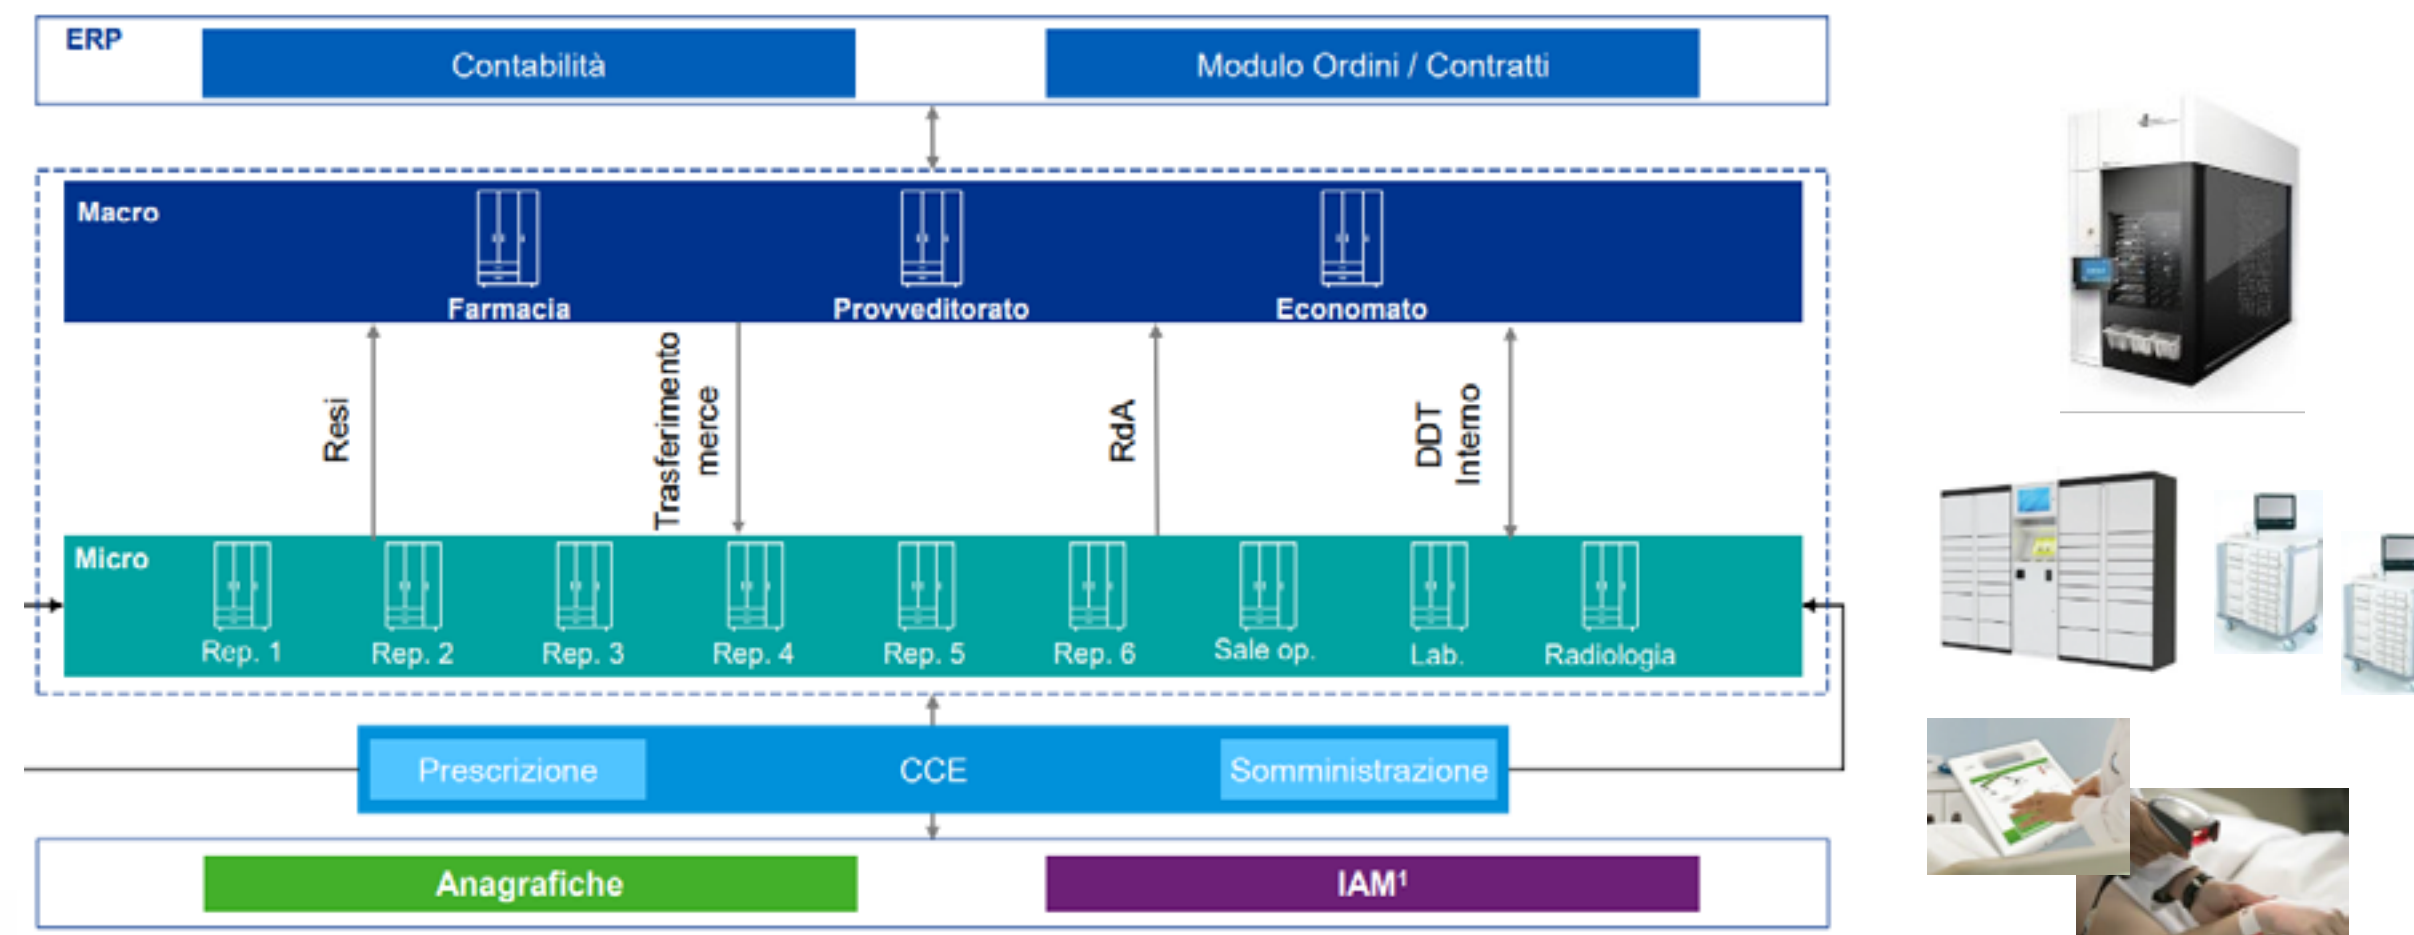 ERP
Contabilità
Modulo Ordini / Contratti
Macro
Farmacia
Provveditorato
Economato
Resi
Trasferimento
merce
RdA
DDT
Interno
Micro
Rep. 1
Rep. 2
Rep. 3
Rep. 4
Rep. 5
Rep. 6
Sale op.
Lab.
Radiologia
Prescrizione
CCE
Somministrazione
Anagrafiche
IAM¹